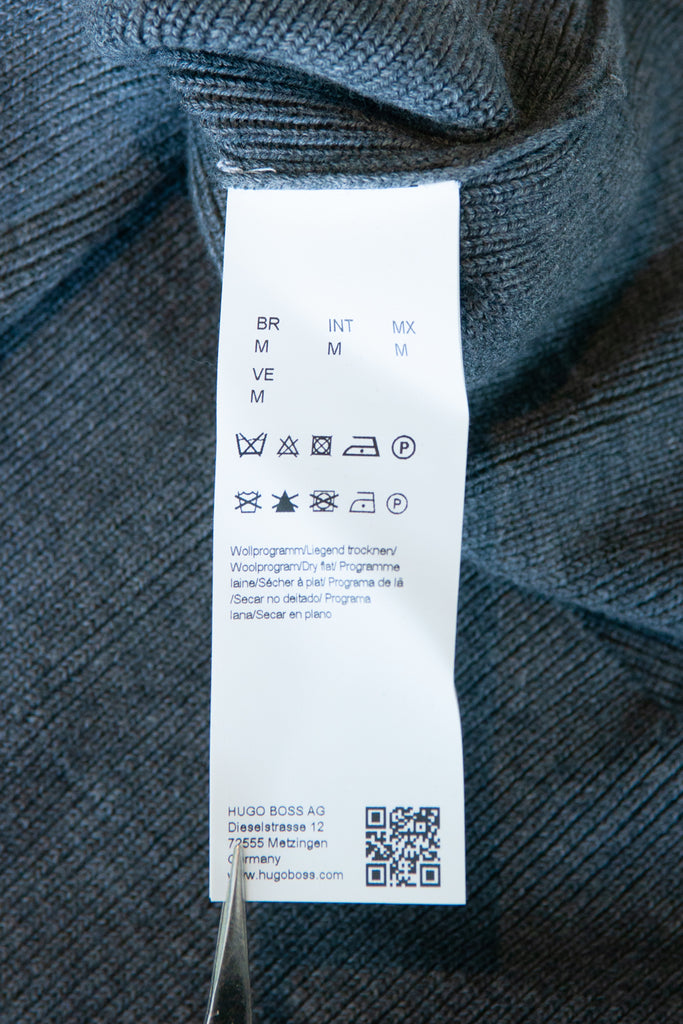 BR INT MX
M M M
VE
M
P
P
Wollprogramm/Liegend trocknen/
Woolprogram/Dry flat/ Programme
laine/Sécher à plat/ Programa de lã
/Secar no deitado/ Programa
lana/Secar en plano
HUGO BOSS AG
Dieselstrasse 12
72555 Metzingen
Germany
www.hugoboss.com